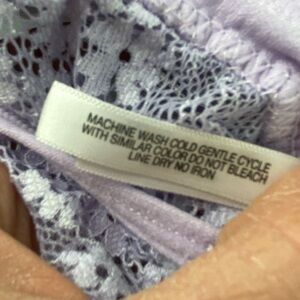 MACHINE WASH COLD GENTLE CYCLE
WITH SIMILAR COLOR DO NOT BLEACH
LINE DRY NO IRON